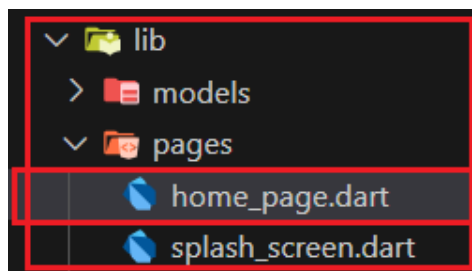 lib
models
pages
home_page.dart
splash_screen.dart